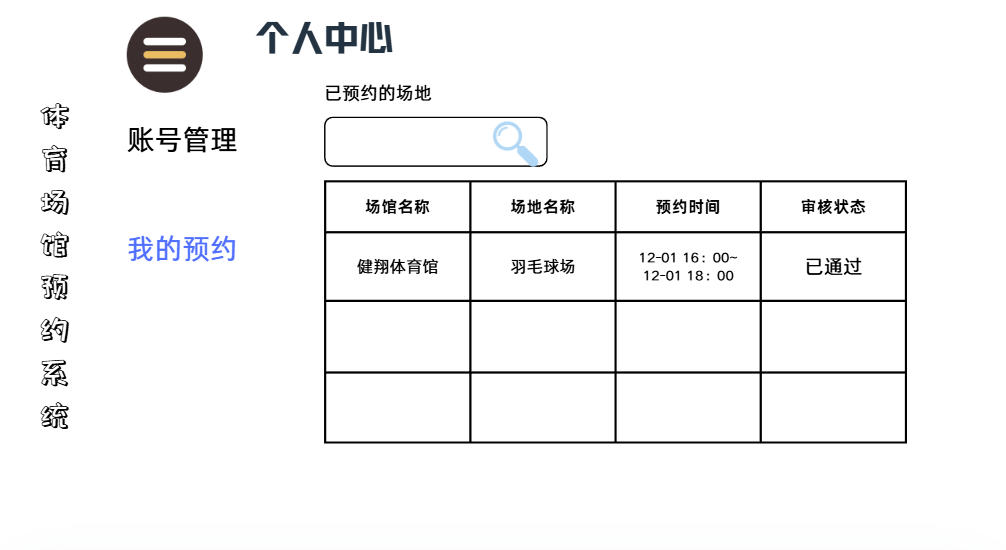 体育场馆预约系统
个人中心
账号管理
我的预约
已预约的场地
场馆名称 场地名称 预约时间 审核状态
健翔体育馆 羽毛球场 12-01 16：00~
12-01 18：00 已通过